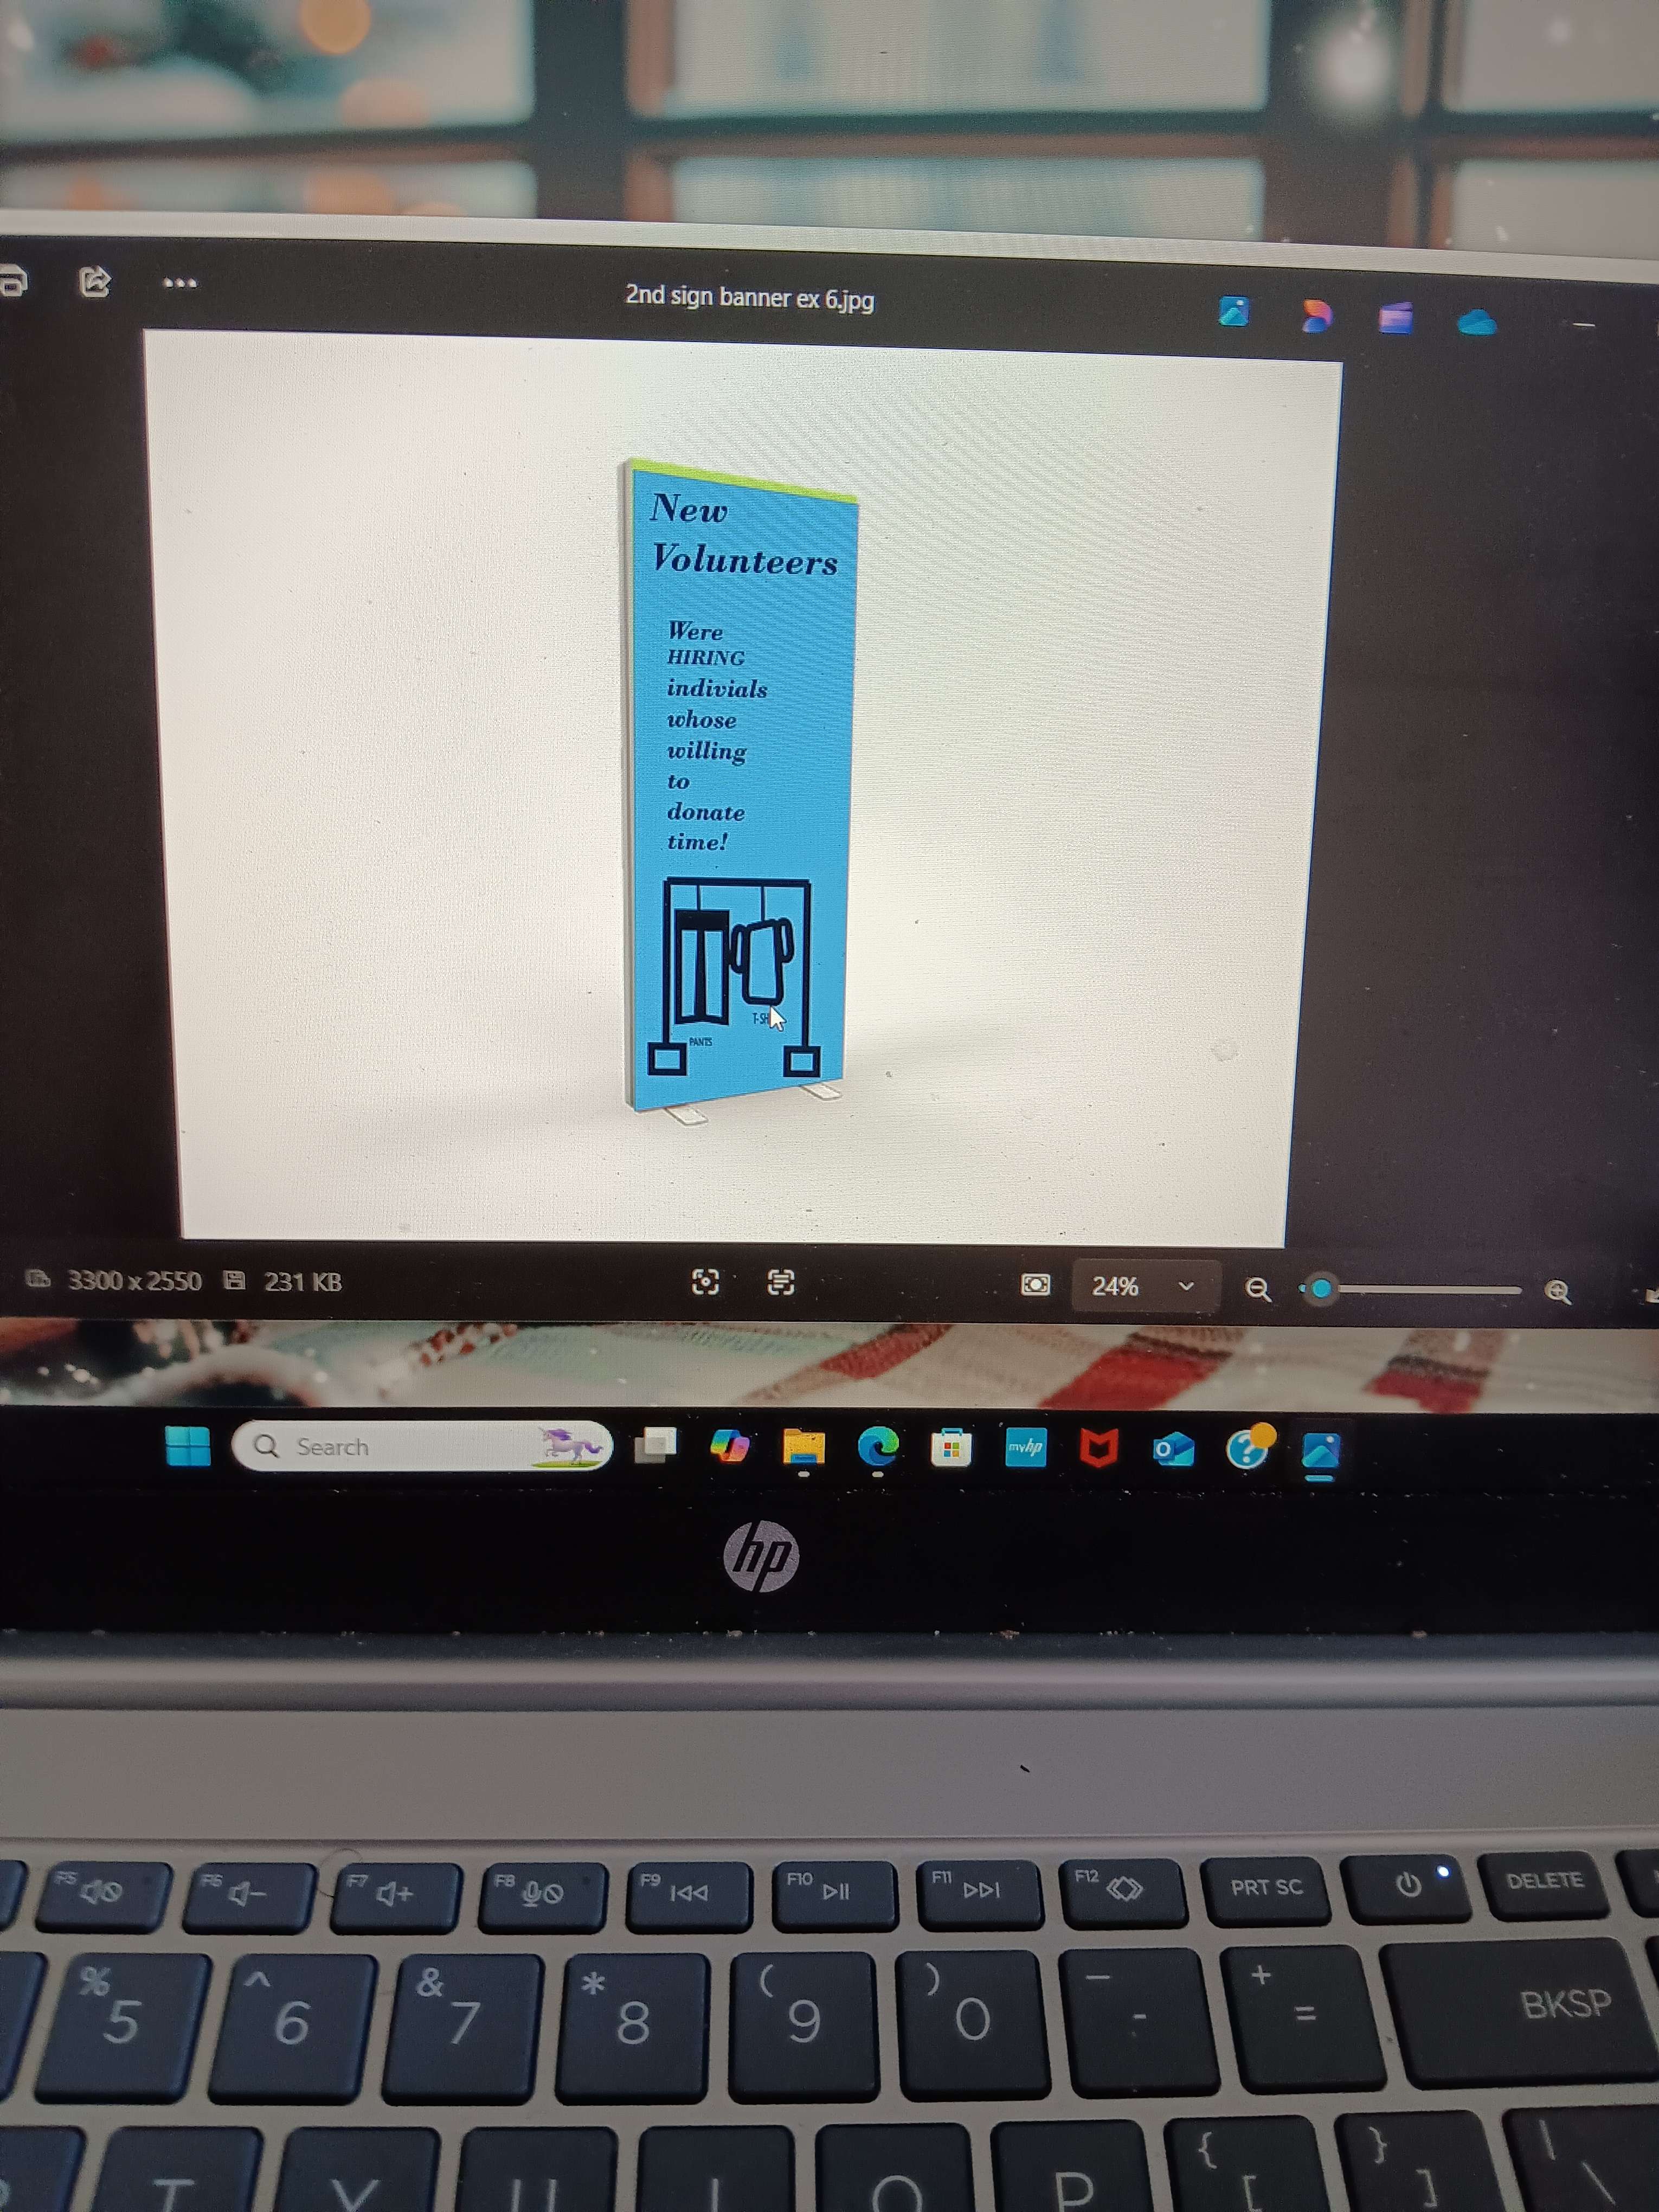 2nd sign banner ex 6.jpg
New
Volunteers
Were
HIRING
indivials
whose
willing
to
donate
time!
PANTS
3300 x 2550 231 KB
24%
Search
myhp
hp
F5
F6
F7
F8
F9
F10
F11
F12
PRT SC
DELETE
% 5
^ 6
& 7
* 8
( 9
) 0
— -
+ =
BKSP
T
Y
U
I
O
P
{ [
} ]
| \